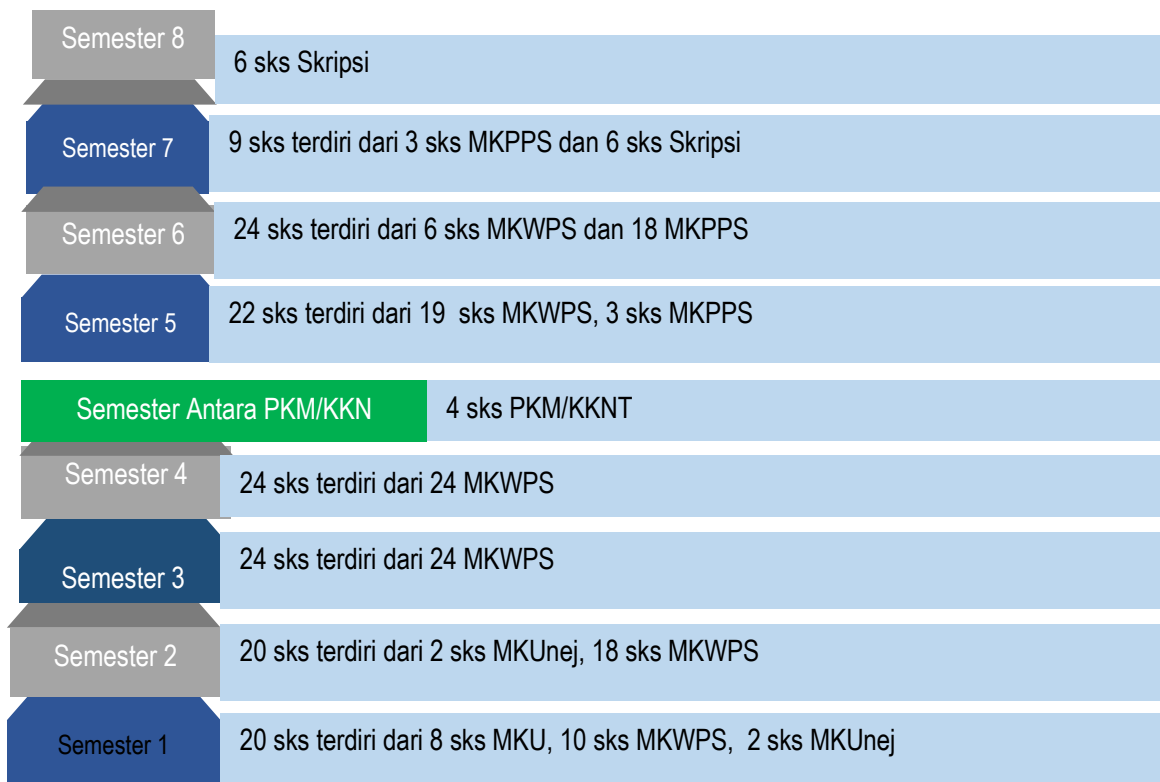 Semester 8
6 sks Skripsi
Semester 7
9 sks terdiri dari 3 sks MKPPS dan 6 sks Skripsi
Semester 6
24 sks terdiri dari 6 sks MKWPS dan 18 MKPPS
Semester 5
22 sks terdiri dari 19  sks MKWPS, 3 sks MKPPS
Semester Antara PKM/KKN
4 sks PKM/KKNT
Semester 4
24 sks terdiri dari 24 MKWPS
Semester 3
24 sks terdiri dari 24 MKWPS
Semester 2
20 sks terdiri dari 2 sks MKUnej, 18 sks MKWPS
Semester 1
20 sks terdiri dari 8 sks MKU, 10 sks MKWPS,  2 sks MKUnej